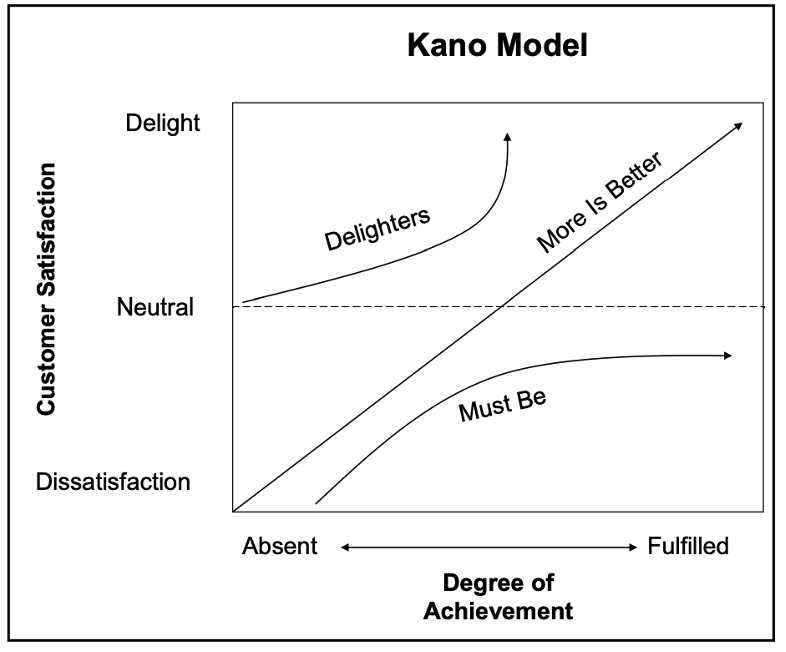 Kano Model
Delight
Customer Satisfaction
Delighters
More Is Better
Neutral
Must Be
Dissatisfaction
Absent
Fulfilled
Degree of
Achievement